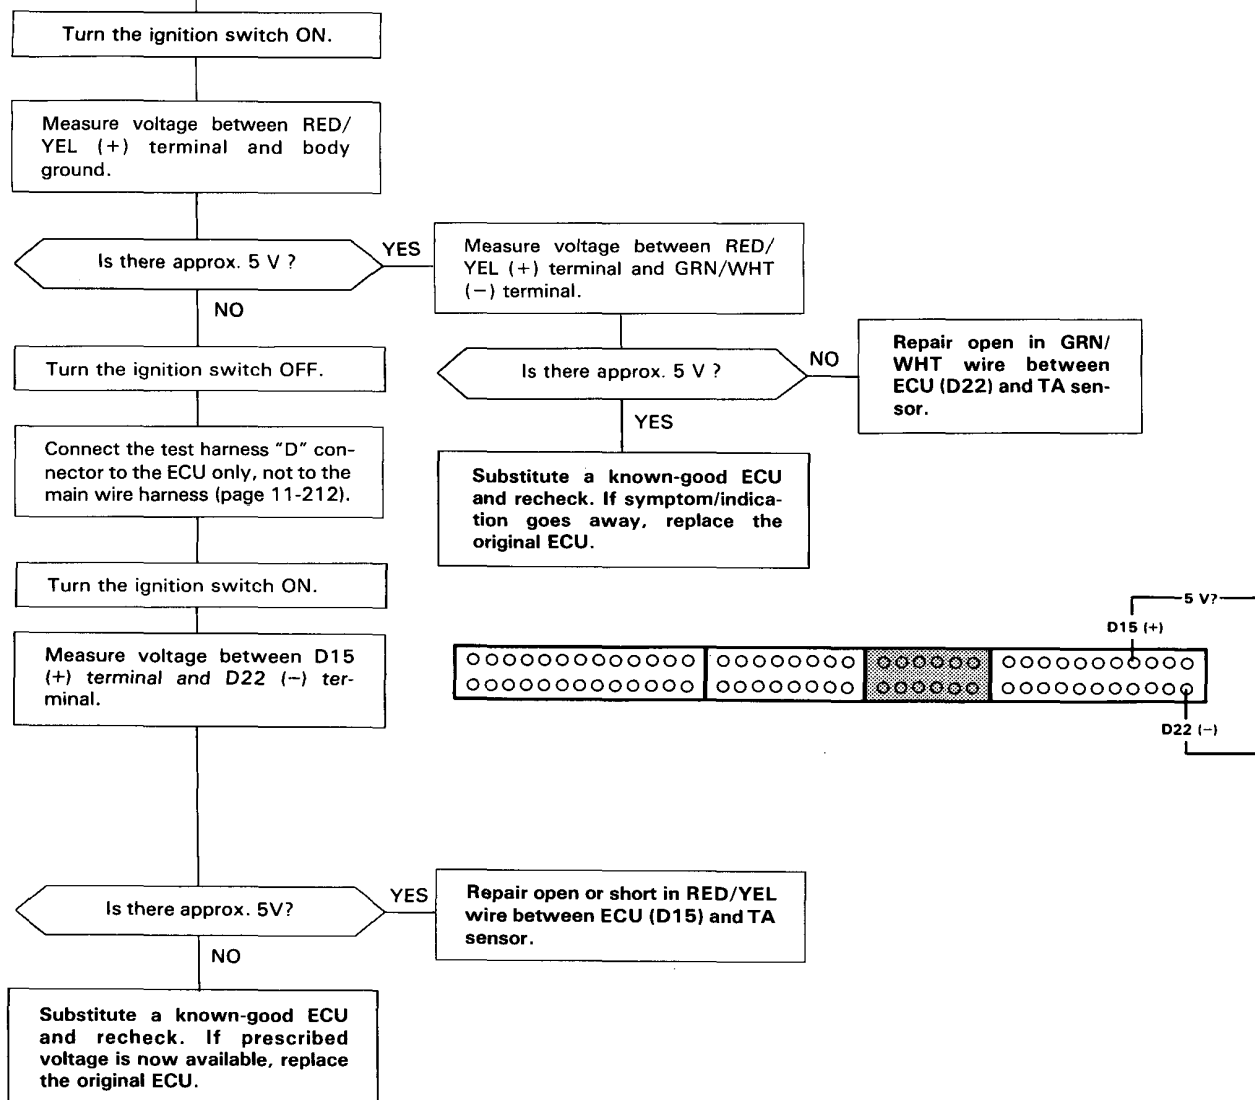 Turn the ignition switch ON.
Measure voltage between RED/
YEL (+) terminal and body
ground.
Is there approx. 5 V ?
YES
NO
Measure voltage between RED/
YEL (+) terminal and GRN/WHT
(−) terminal.
Is there approx. 5 V ?
NO
YES
Repair open in GRN/
WHT wire between
ECU (D22) and TA sen-
sor.
Substitute a known-good ECU
and recheck. If symptom/indica-
tion goes away, replace the
original ECU.
Turn the ignition switch OFF.
Connect the test harness "D" con-
nector to the ECU only, not to the
main wire harness (page 11-212).
Turn the ignition switch ON.
Measure voltage between D15
(+) terminal and D22 (−) ter-
minal.
5 V?
D15 (+)
D22 (−)
Is there approx. 5V?
YES
NO
Repair open or short in RED/YEL
wire between ECU (D15) and TA
sensor.
Substitute a known-good ECU
and recheck. If prescribed
voltage is now available, replace
the original ECU.